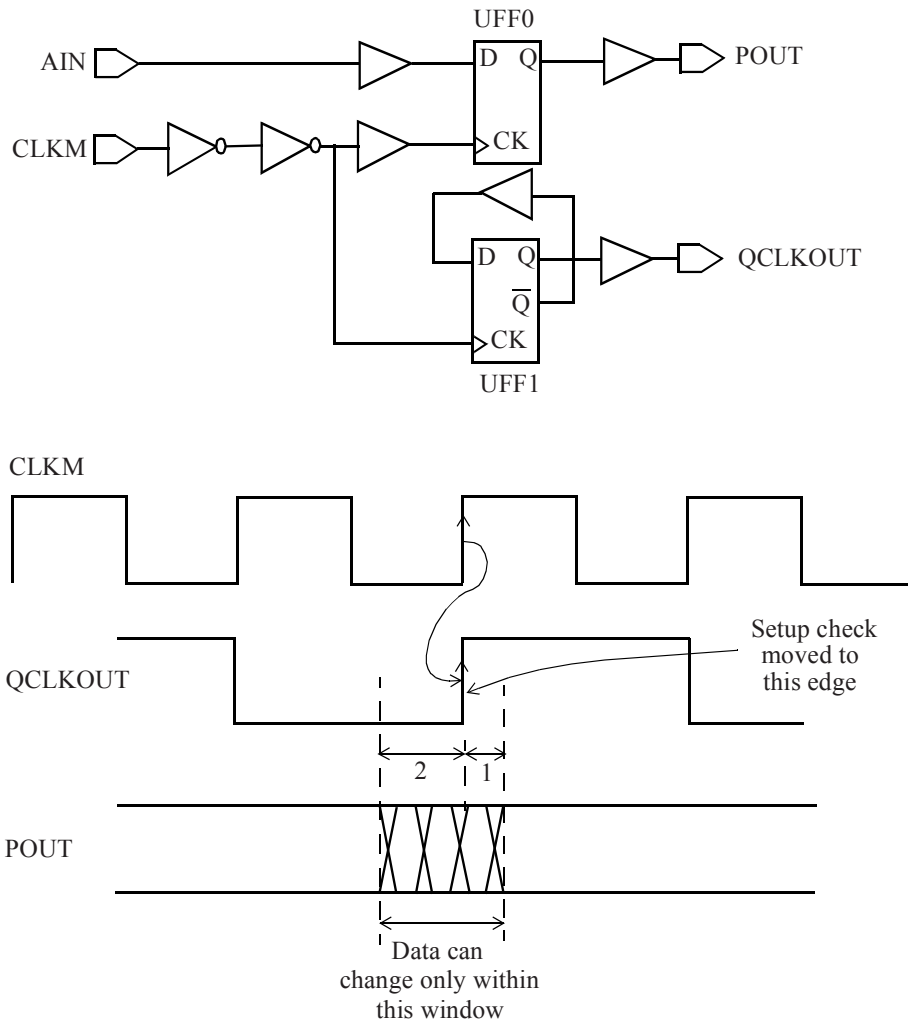 UFF0
AIN
D Q
POUT
CLKM
CK
D Q
QCLKOUT
Q
CK
UFF1
CLKM
Setup check
moved to
this edge
QCLKOUT
2 1
POUT
Data can
change only within
this window